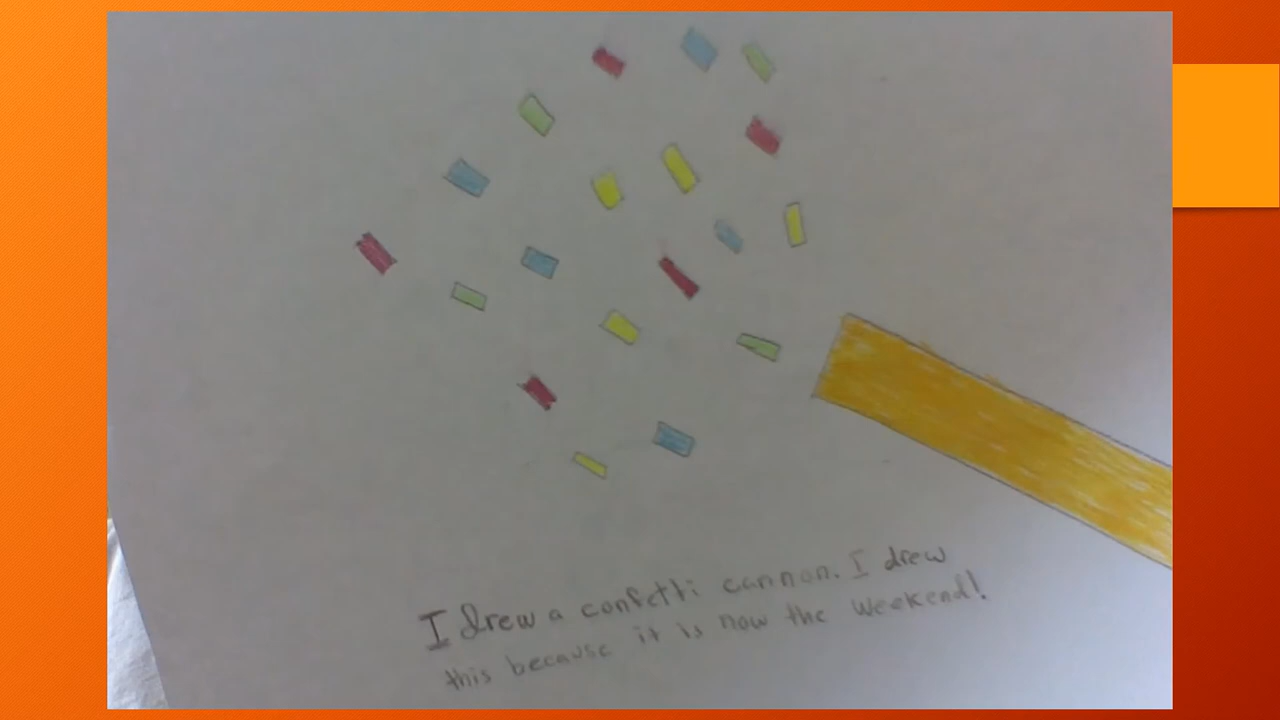 I drew a confetti cannon. I drew
this because it is now the weekend!